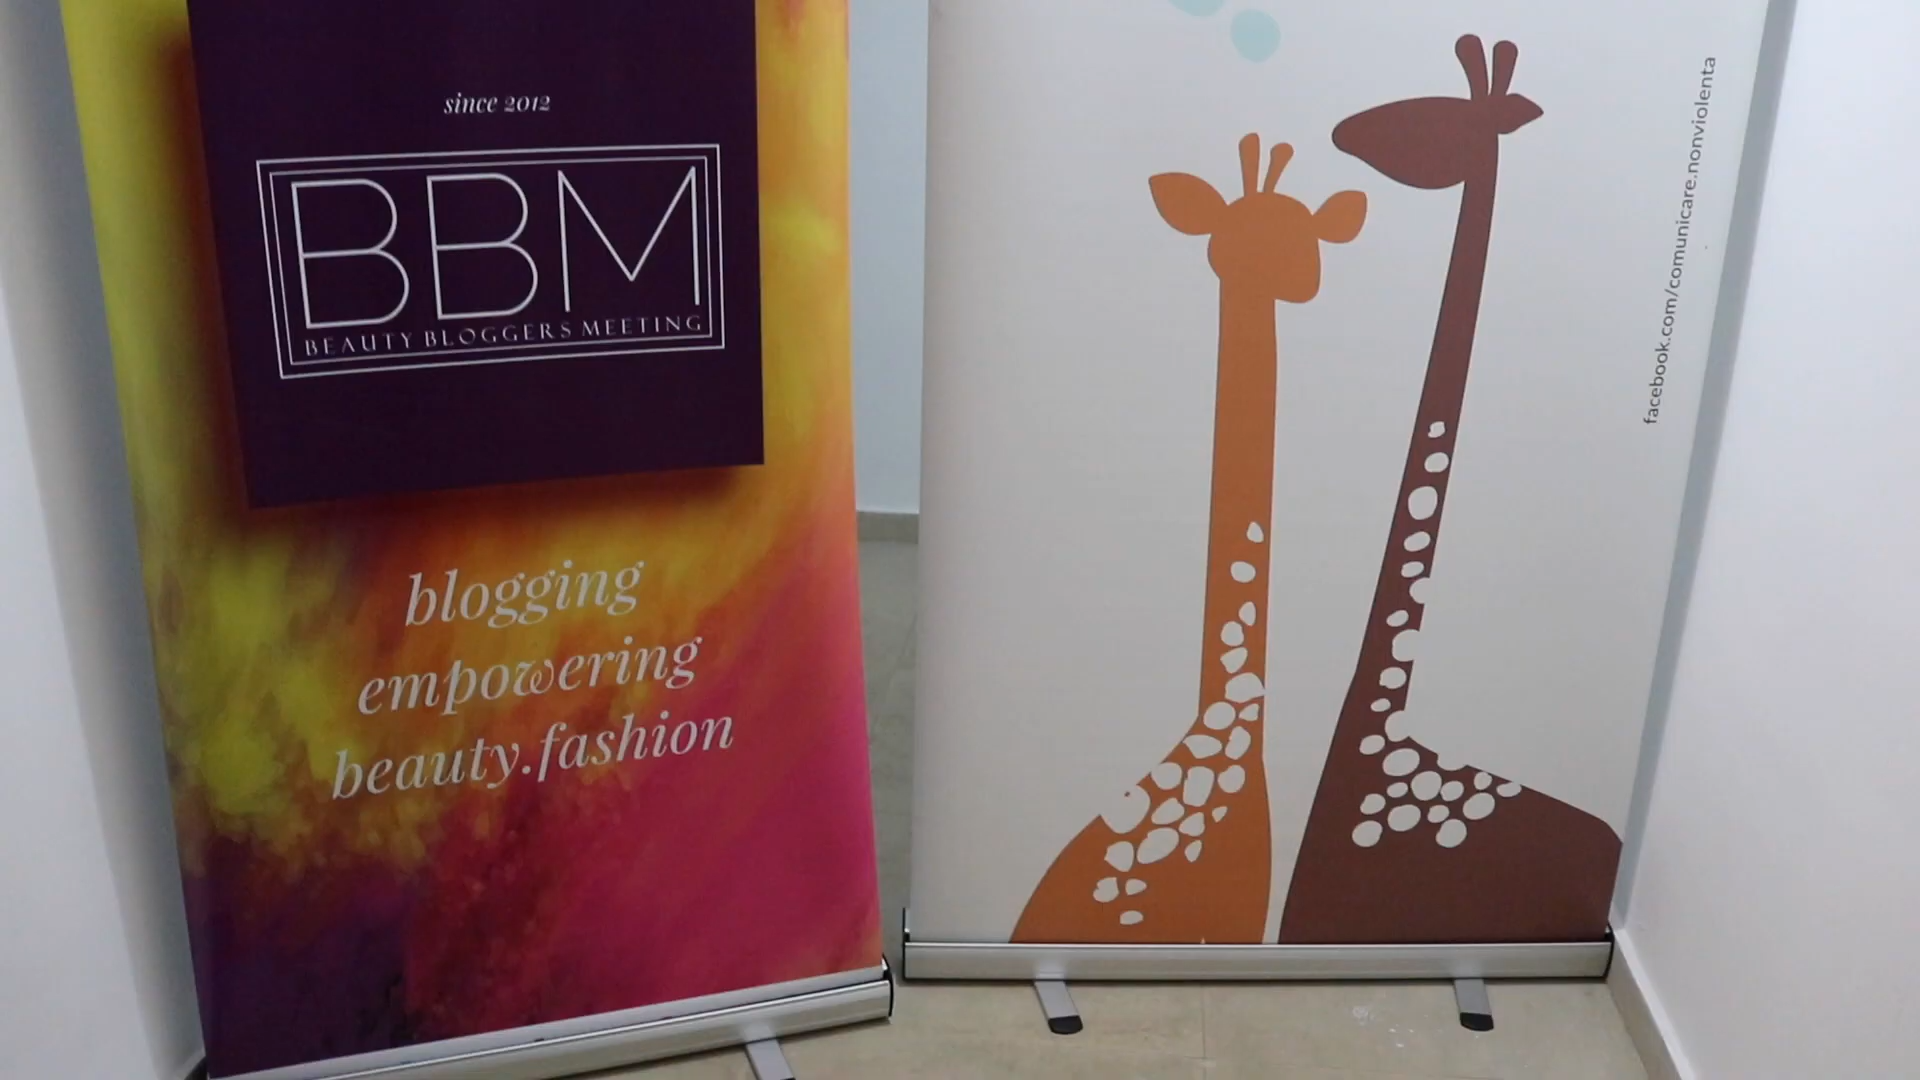 since 2012
BBM
BEAUTY BLOGGERS MEETING
blogging
empowering
beauty.fashion
facebook.com/comunicare.nonviolenta